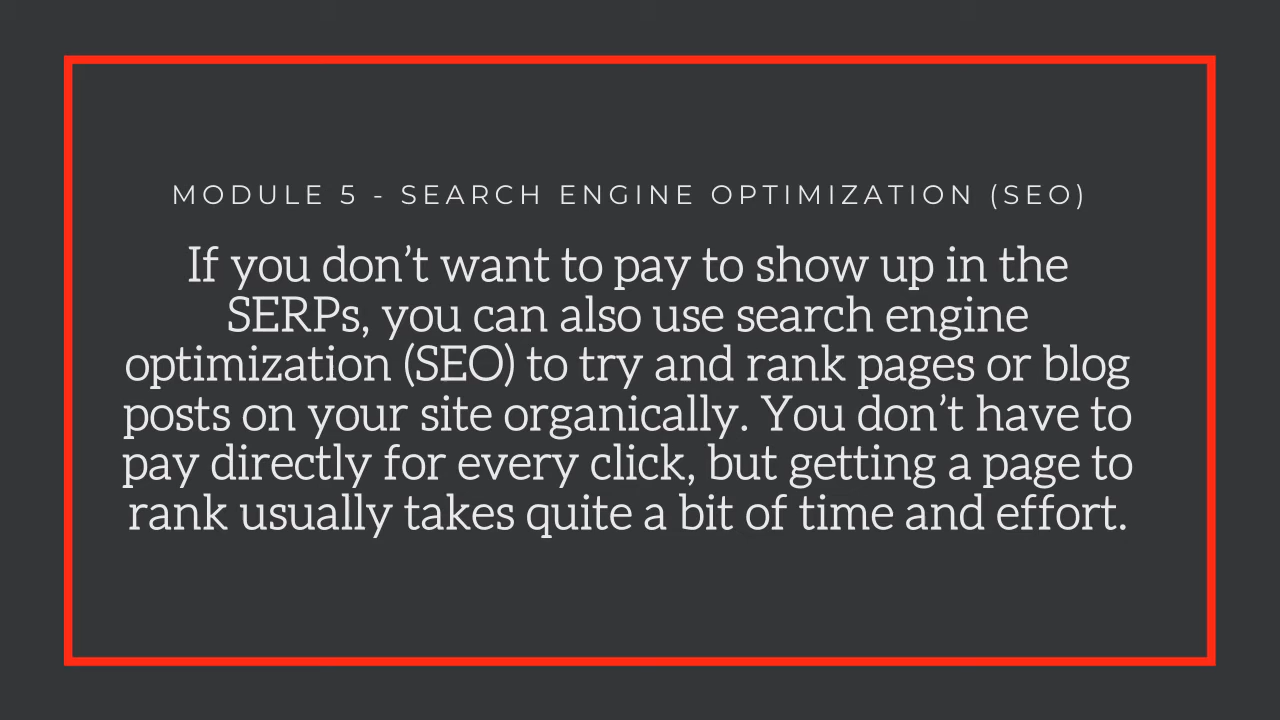 MODULE 5 - SEARCH ENGINE OPTIMIZATION (SEO)
If you don’t want to pay to show up in the
SERPs, you can also use search engine
optimization (SEO) to try and rank pages or blog
posts on your site organically. You don’t have to
pay directly for every click, but getting a page to
rank usually takes quite a bit of time and effort.